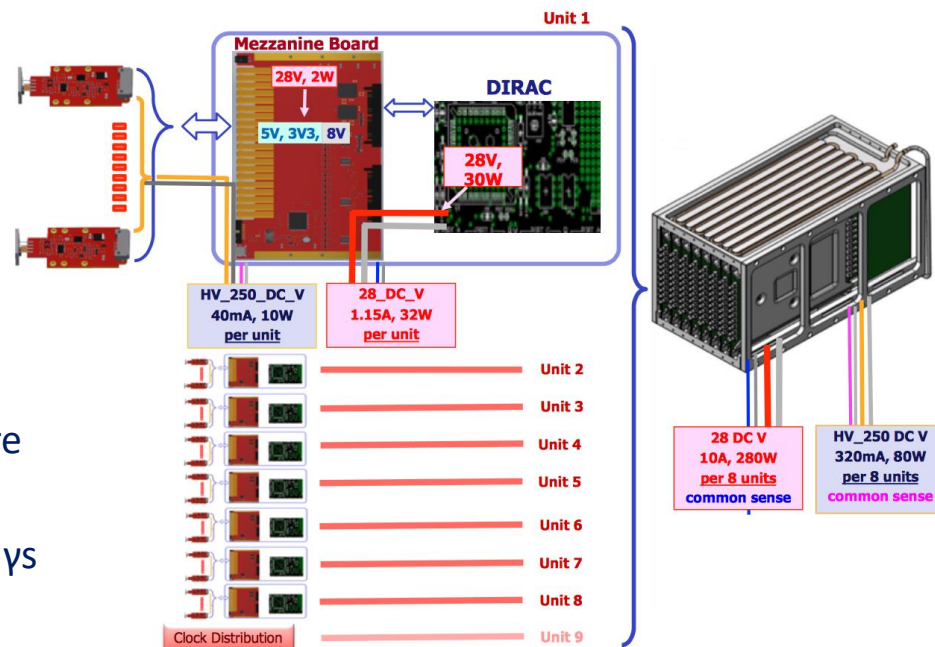 Unit 1
Mezzanine Board
28V, 2W
5V, 3V3, 8V
DIRAC
28V,
30W
HV_250_DC_V
40mA, 10W
per unit
28_DC_V
1.15A, 32W
per unit
Unit 2
Unit 3
re
Unit 4
Unit 5
Unit 6
γs
Unit 7
Unit 8
Clock Distribution
Unit 9
28 DC V
10A, 280W
per 8 units
common sense
HV_250 DC V
320mA, 80W
per 8 units
common sense